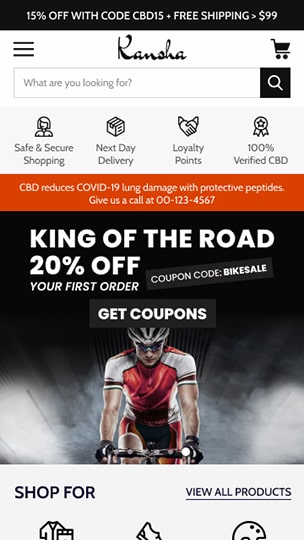 15% OFF WITH CODE CBD15 + FREE SHIPPING > $99
Kansha
What are you looking for?
Safe & Secure
Shopping
Next Day
Delivery
Loyalty
Points
100%
Verified CBD
CBD reduces COVID-19 lung damage with protective peptides.
Give us a call at 00-123-4567
KING OF THE ROAD
20% OFF
COUPON CODE: BIKESALE
YOUR FIRST ORDER
GET COUPONS
SHOP FOR
VIEW ALL PRODUCTS